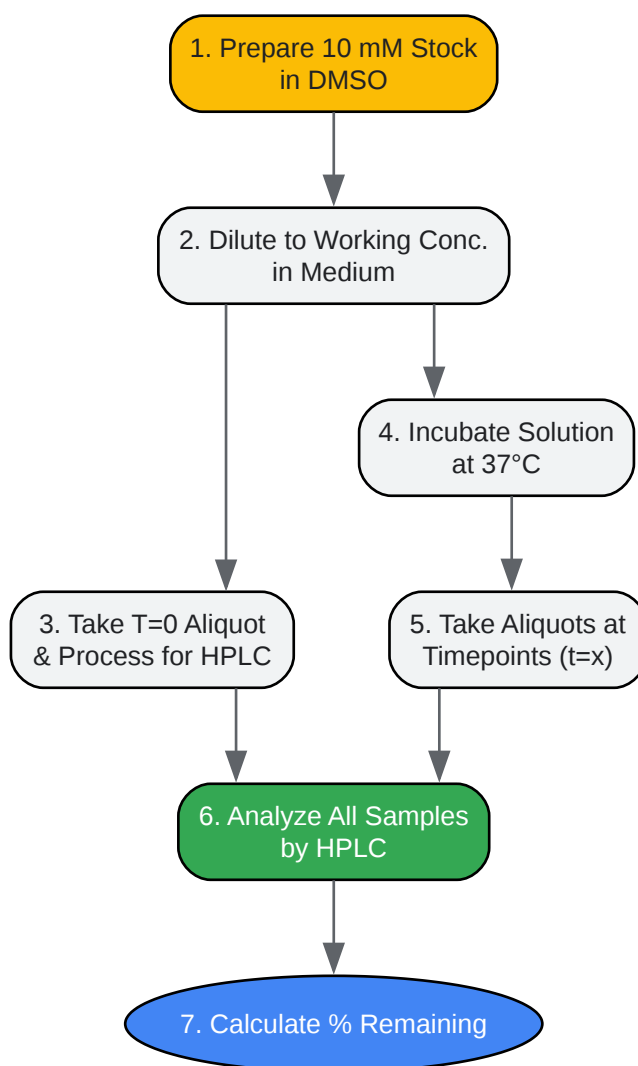 1. Prepare 10 mM Stock
in DMSO
2. Dilute to Working Conc.
in Medium
4. Incubate Solution
at 37°C
3. Take T=0 Aliquot
& Process for HPLC
5. Take Aliquots at
Timepoints (t=x)
6. Analyze All Samples
by HPLC
7. Calculate % Remaining